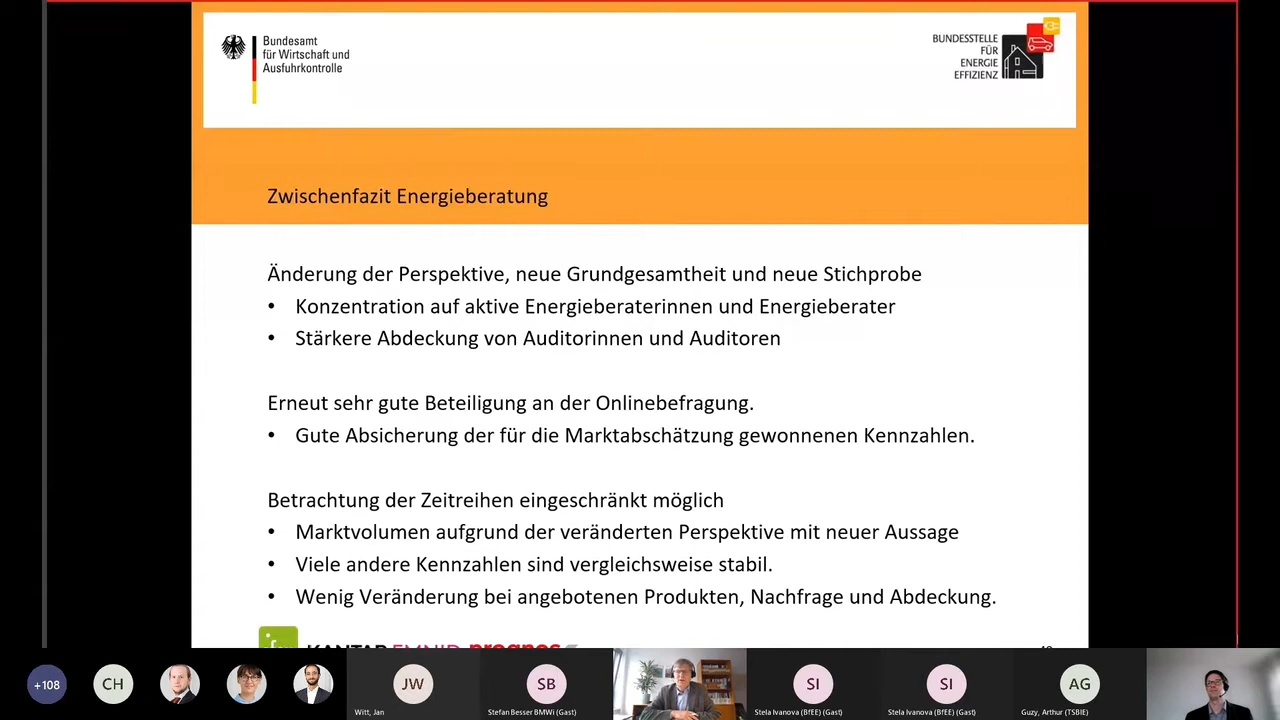 Bundesamt
für Wirtschaft und
Ausfuhrkontrolle
BUNDESSTELLE
FÜR
ENERGIE
EFFIZIENZ
Zwischenfazit Energieberatung
Änderung der Perspektive, neue Grundgesamtheit und neue Stichprobe
• Konzentration auf aktive Energieberaterinnen und Energieberater
• Stärkere Abdeckung von Auditorinnen und Auditoren
Erneut sehr gute Beteiligung an der Onlinebefragung.
• Gute Absicherung der für die Marktabschätzung gewonnenen Kennzahlen.
Betrachtung der Zeitreihen eingeschränkt möglich
• Marktvolumen aufgrund der veränderten Perspektive mit neuer Aussage
• Viele andere Kennzahlen sind vergleichsweise stabil.
• Wenig Veränderung bei angebotenen Produkten, Nachfrage und Abdeckung.
KANTAR EMNID prognos
+108
CH
JW
SB
SI
SI
AG
Witt, Jan
Stefan Besser BMWi (Gast)
Stela Ivanova (BfEE) (Gast)
Stela Ivanova (BfEE) (Gast)
Guzy, Arthur (TSBIE)